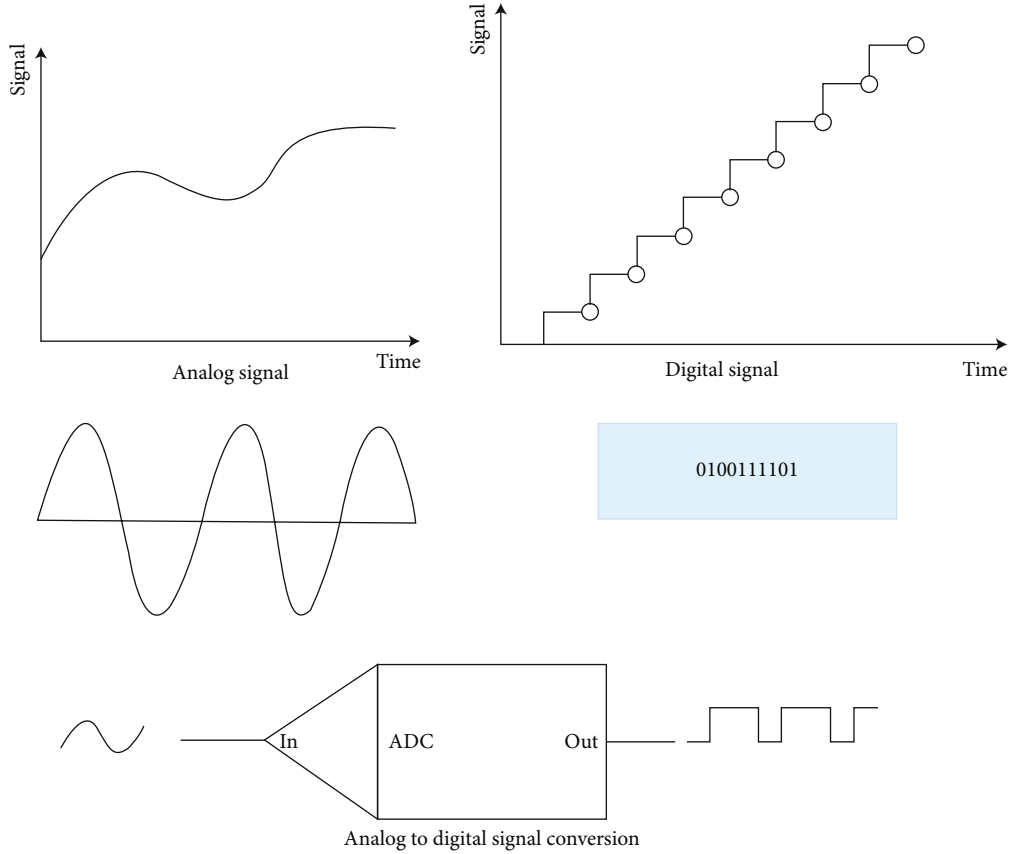 Signal
Time
Analog signal
Signal
Time
Digital signal
0100111101
In
ADC
Out
Analog to digital signal conversion